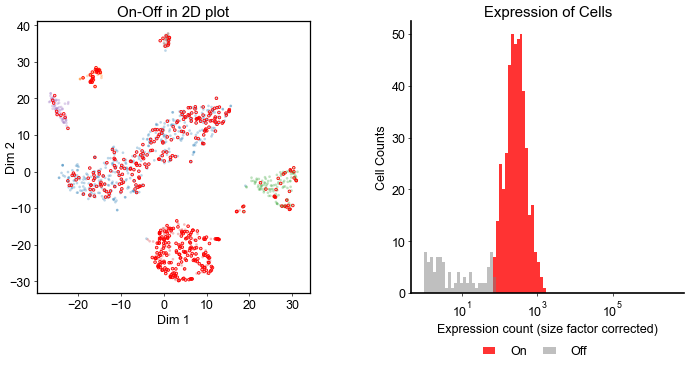 On-Off in 2D plot
40
30
20
10
0
−10
−20
−30
Dim 2
−20 −10 0 10 20 30
Dim 1
Expression of Cells
50
40
30
20
10
0
Cell Counts
10^1 10^3 10^5
Expression count (size factor corrected)
On Off